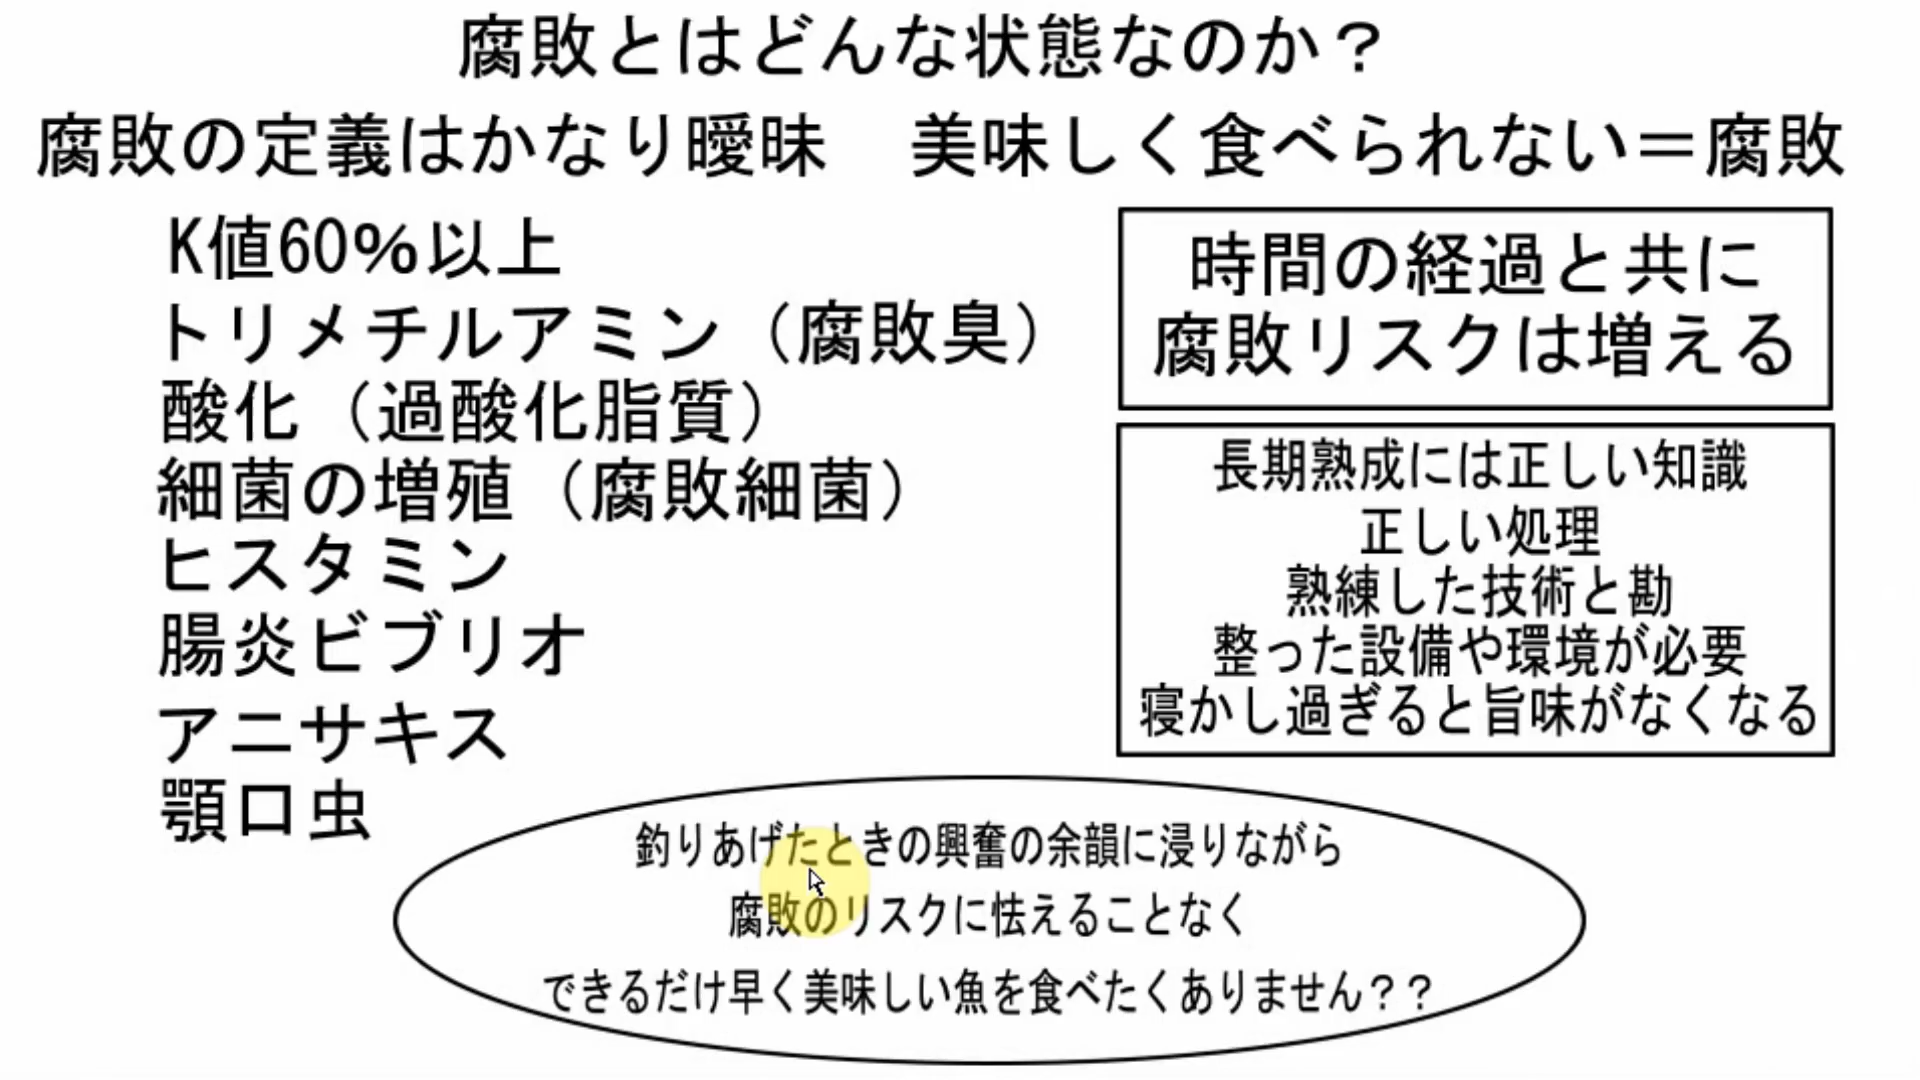 腐敗とはどんな状態なのか？
腐敗の定義はかなり曖昧　美味しく食べられない＝腐敗
K値60%以上
トリメチルアミン（腐敗臭）
酸化（過酸化脂質）
細菌の増殖（腐敗細菌）
ヒスタミン
腸炎ビブリオ
アニサキス
顎口虫
時間の経過と共に
腐敗リスクは増える
長期熟成には正しい知識
正しい処理
熟練した技術と勘
整った設備や環境が必要
寝かし過ぎると旨味がなくなる
釣りあげたときの興奮の余韻に浸りながら
腐敗のリスクに怯えることなく
できるだけ早く美味しい魚を食べたくありません？？